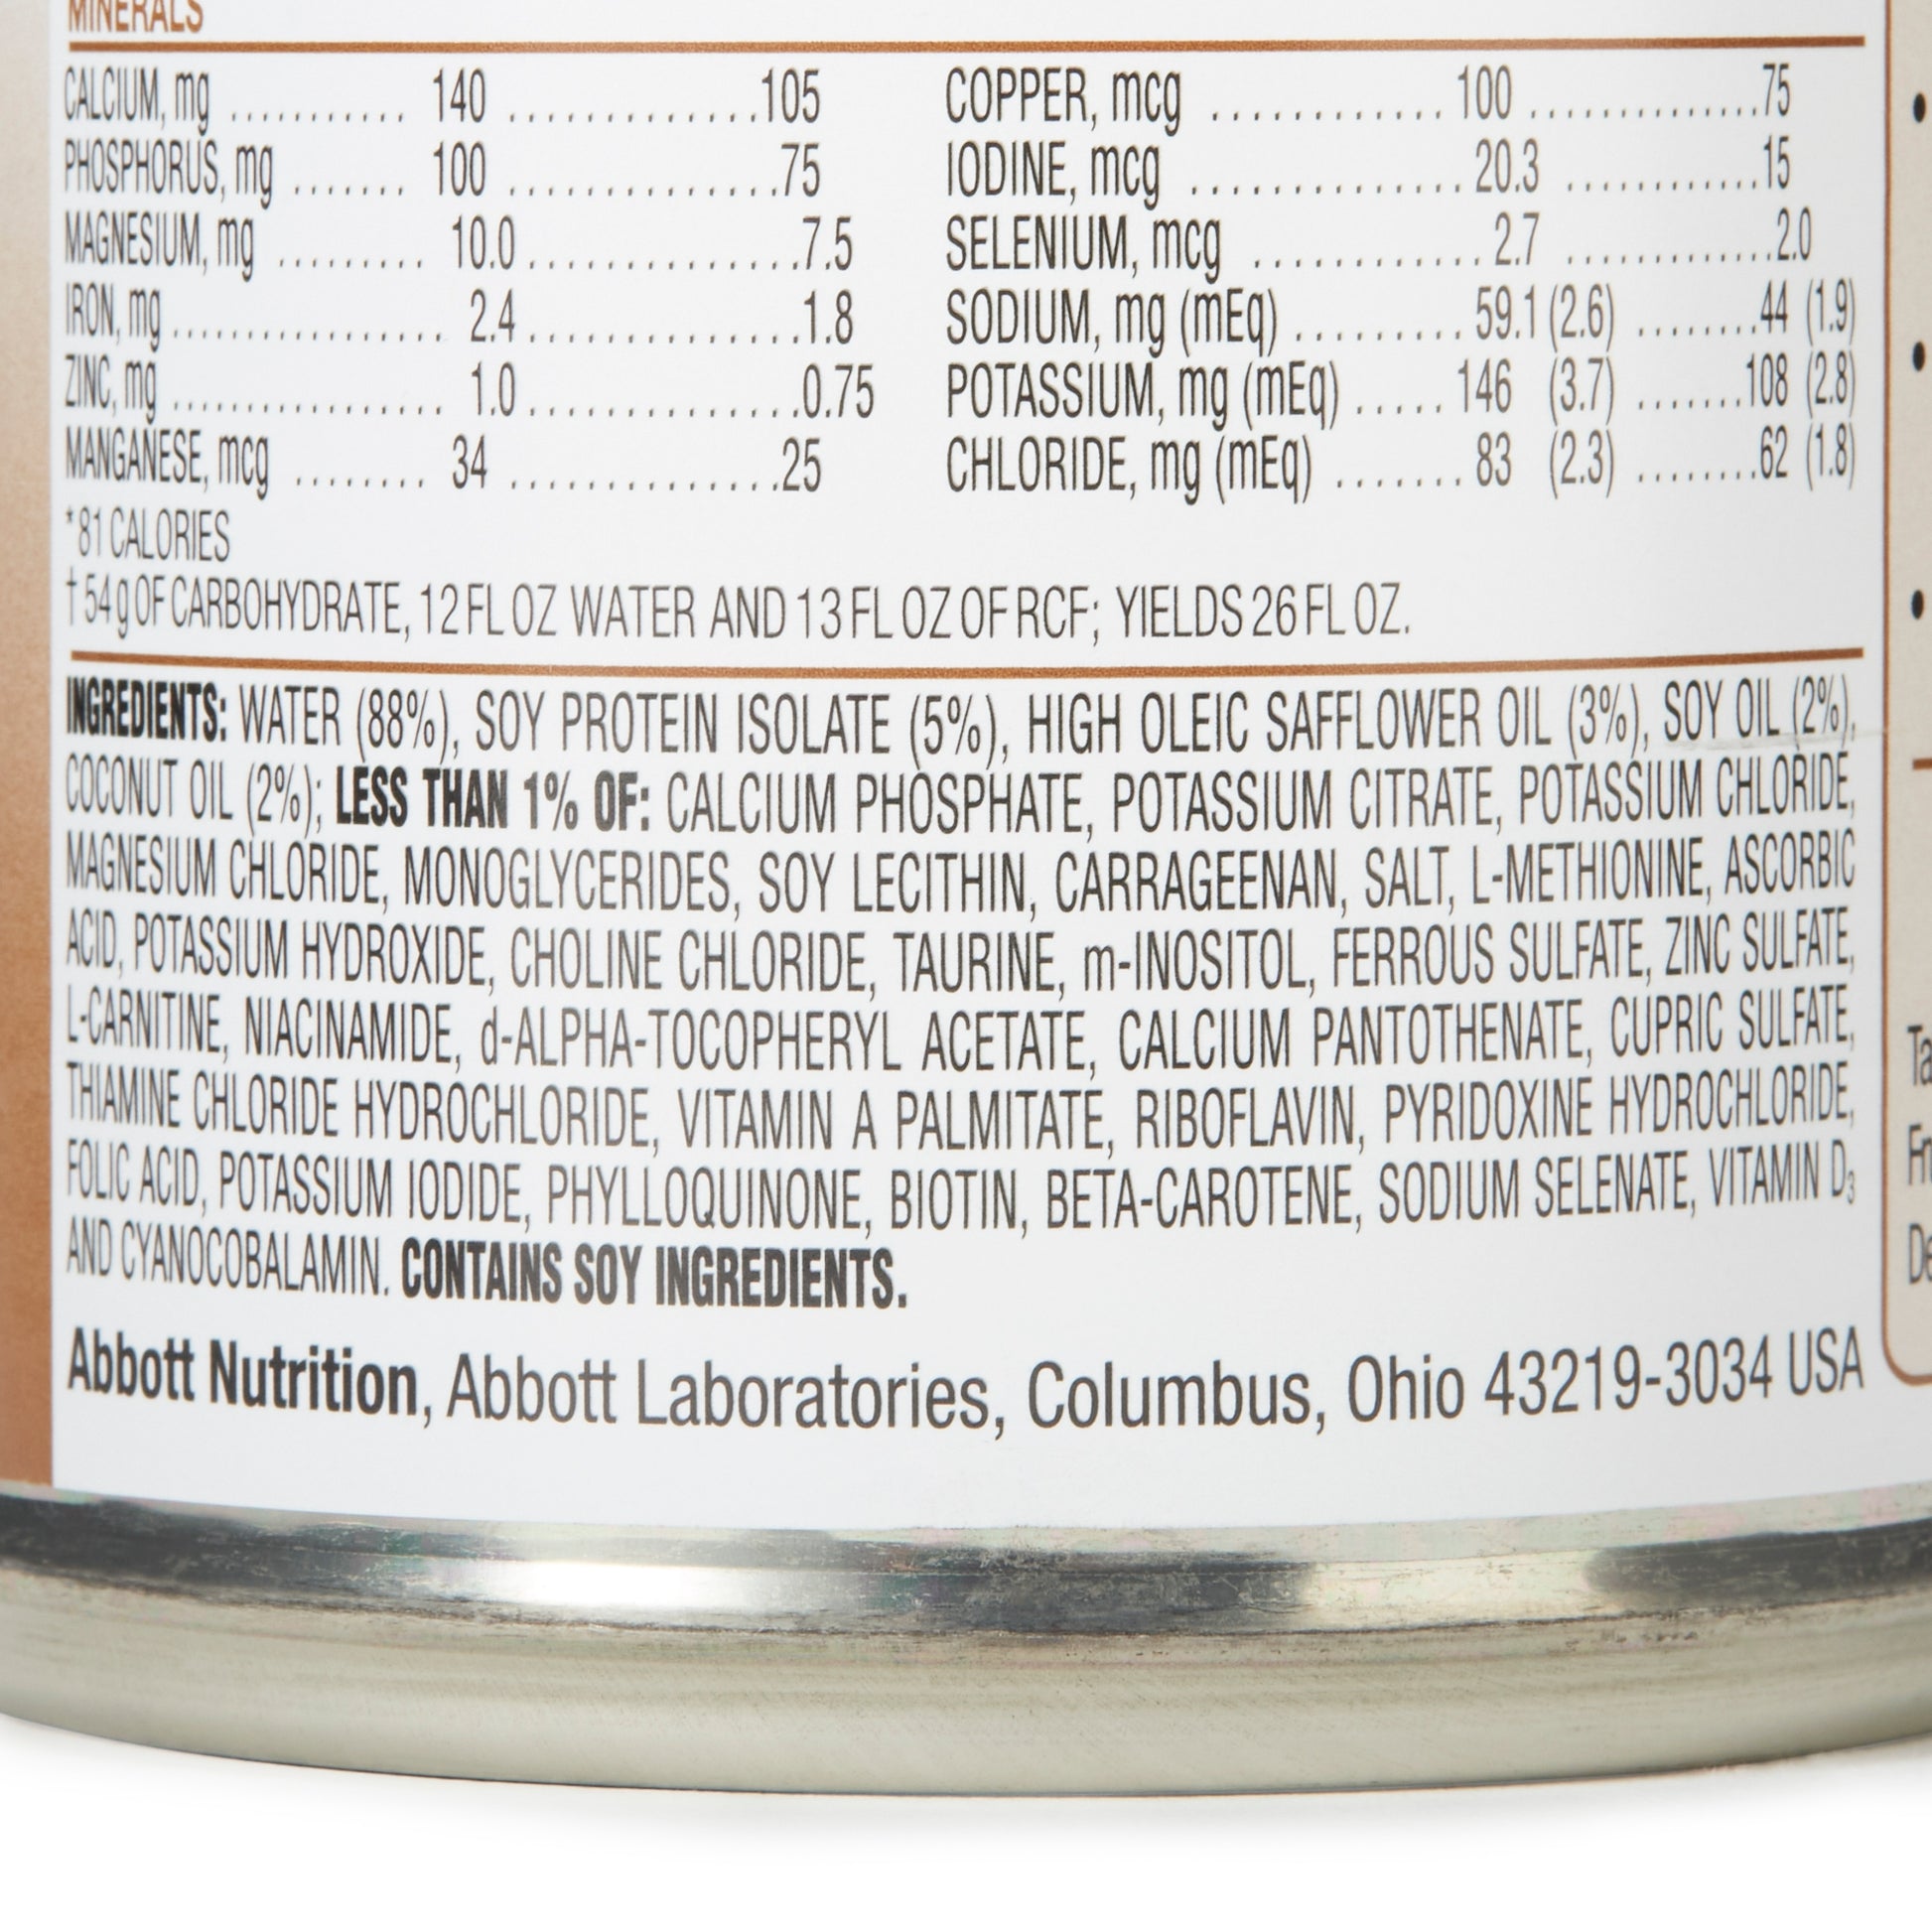 MINERALS
CALCIUM, mg ........... 140 .............105 COPPER, mcg ............ 100 .............75
PHOSPHORUS, mg ....... 100 ..............75 IODINE, mcg .............. 20.3 ............15
MAGNESIUM, mg ......... 10.0...............7.5 SELENIUM, mcg ............ 2.7 .............2.0
IRON, mg................. 2.4...............1.8 SODIUM, mg (mEq) ......... 59.1 (2.6) ........44 (1.9)
ZINC, mg ................. 1.0...............0.75 POTASSIUM, mg (mEq) ..... 146 (3.7) .......108 (2.8)
MANGANESE, mcg ........ 34 ...............25 CHLORIDE, mg (mEq) ....... 83 (2.3) ........62 (1.8)
*81 CALORIES
† 54 g OF CARBOHYDRATE, 12 FL OZ WATER AND 13 FL OZ OF RCF; YIELDS 26 FL OZ.
INGREDIENTS: WATER (88%), SOY PROTEIN ISOLATE (5%), HIGH OLEIC SAFFLOWER OIL (3%), SOY OIL (2%),
COCONUT OIL (2%); LESS THAN 1% OF: CALCIUM PHOSPHATE, POTASSIUM CITRATE, POTASSIUM CHLORIDE,
MAGNESIUM CHLORIDE, MONOGLYCERIDES, SOY LECITHIN, CARRAGEENAN, SALT, L-METHIONINE, ASCORBIC
ACID, POTASSIUM HYDROXIDE, CHOLINE CHLORIDE, TAURINE, m-INOSITOL, FERROUS SULFATE, ZINC SULFATE,
L-CARNITINE, NIACINAMIDE, d-ALPHA-TOCOPHERYL ACETATE, CALCIUM PANTOTHENATE, CUPRIC SULFATE,
THIAMINE CHLORIDE HYDROCHLORIDE, VITAMIN A PALMITATE, RIBOFLAVIN, PYRIDOXINE HYDROCHLORIDE,
FOLIC ACID, POTASSIUM IODIDE, PHYLLOQUINONE, BIOTIN, BETA-CAROTENE, SODIUM SELENATE, VITAMIN D₃
AND CYANOCOBALAMIN. CONTAINS SOY INGREDIENTS.
Abbott Nutrition, Abbott Laboratories, Columbus, Ohio 43219-3034 USA